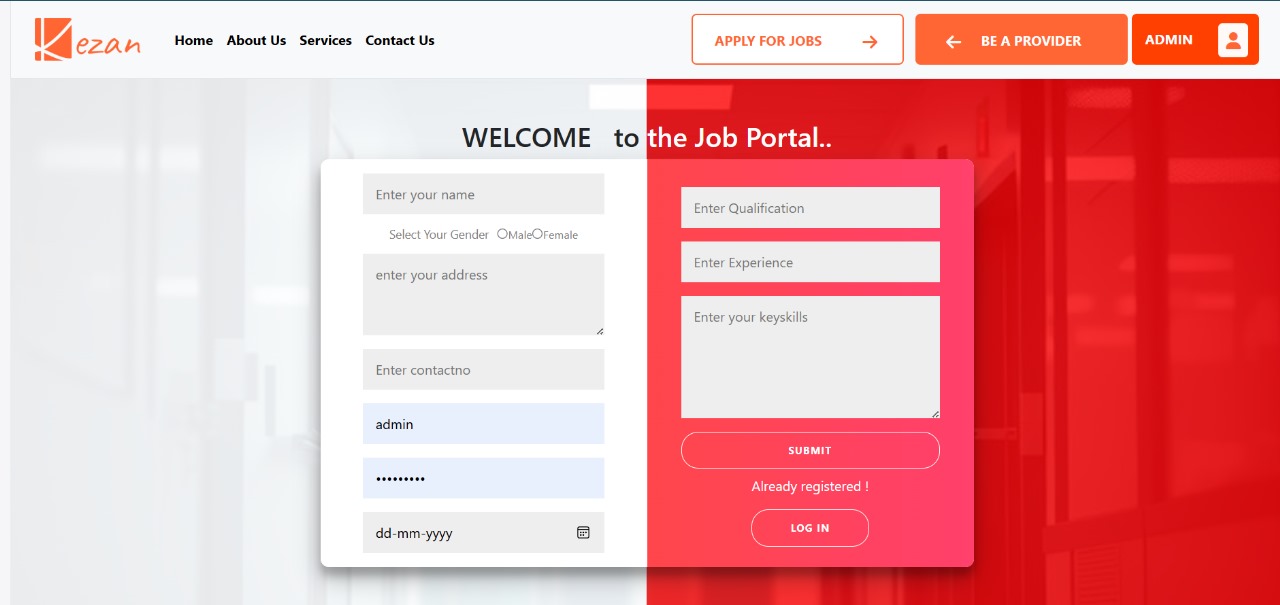 Kezan
Home About Us Services Contact Us
APPLY FOR JOBS
BE A PROVIDER
ADMIN
WELCOME to the Job Portal..
Enter your name
Select Your Gender Male Female
enter your address
Enter contactno
admin
•••••••••
dd-mm-yyyy
Enter Qualification
Enter Experience
Enter your keyskills
SUBMIT
Already registered !
LOG IN